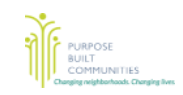 PURPOSE
BUILT
COMMUNITIES
Changing neighborhoods. Changing lives.